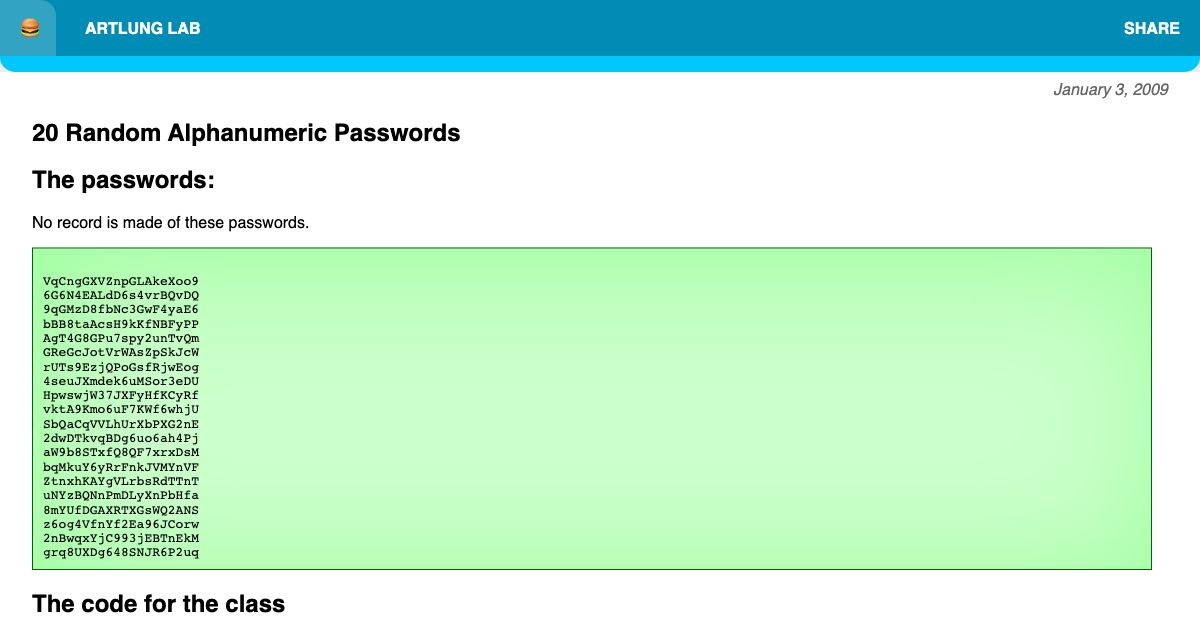 ARTLUNG LAB
SHARE
January 3, 2009
20 Random Alphanumeric Passwords
The passwords:
No record is made of these passwords.
VqCngGXVZnpGLAkeXoo9
6G6N4EALdD6s4vrBQvDQ
9qGMzD8fbNc3GwF4yaE6
bBB8taAcsH9kKfNBFyPP
AgT4G8GPu7spy2unTvQm
GReGcJotVrWAsZpSkJcW
rUTs9EzjQPoGsfRjwEog
4seuJXmdek6uMSor3eDU
HpwswjW37JXFyHfKCyRf
vktA9Kmo6uF7KWf6whjU
SbQaCqVVLhUrXbPXG2nE
2dwDTkvqBDg6uo6ah4Pj
aW9b8STxfQ8QF7xrxDsM
bqMkuY6yRrFnkJVMYnVF
ZtnxhKAYgVLrbsRdTTnT
uNYzBQNnPmDLyXnPbHfa
8mYUfDGAXRTXGsWQ2ANS
z6og4VfnYf2Ea96JCorw
2nBwqxYjC993jEBTnEkM
grq8UXDg648SNJR6P2uq
The code for the class